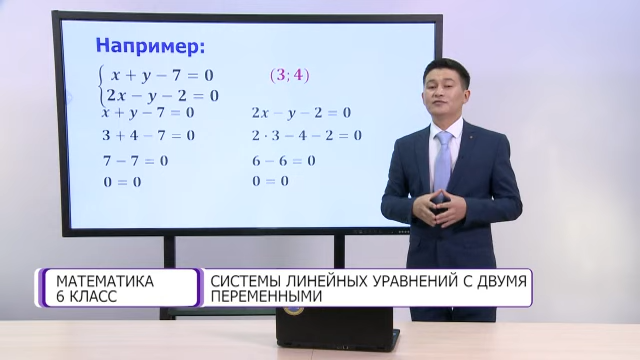 Например:
{ x + y − 7 = 0 (3; 4)
2x − y − 2 = 0
x + y − 7 = 0 2x − y − 2 = 0
3 + 4 − 7 = 0 2 · 3 − 4 − 2 = 0
7 − 7 = 0 6 − 6 = 0
0 = 0 0 = 0
МАТЕМАТИКА
6 КЛАСС
СИСТЕМЫ ЛИНЕЙНЫХ УРАВНЕНИЙ С ДВУМЯ
ПЕРЕМЕННЫМИ